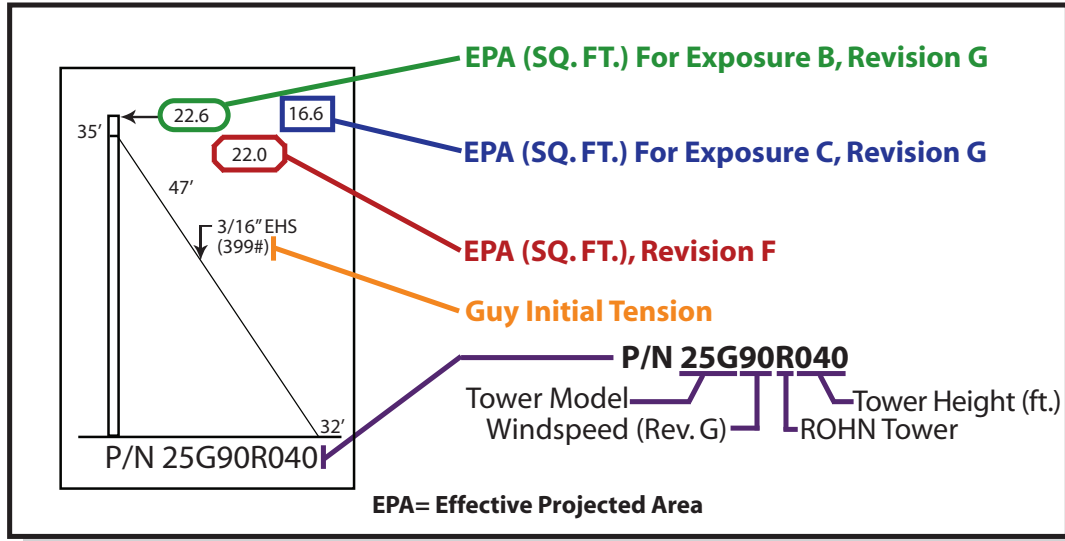 EPA (SQ. FT.) For Exposure B, Revision G
22.6
16.6
35’
EPA (SQ. FT.) For Exposure C, Revision G
22.0
47’
3/16” EHS
(399#)
EPA (SQ. FT.), Revision F
Guy Initial Tension
P/N 25G90R040
Tower Model
Tower Height (ft.)
Windspeed (Rev. G)
ROHN Tower
32’
P/N 25G90R040
EPA= Effective Projected Area